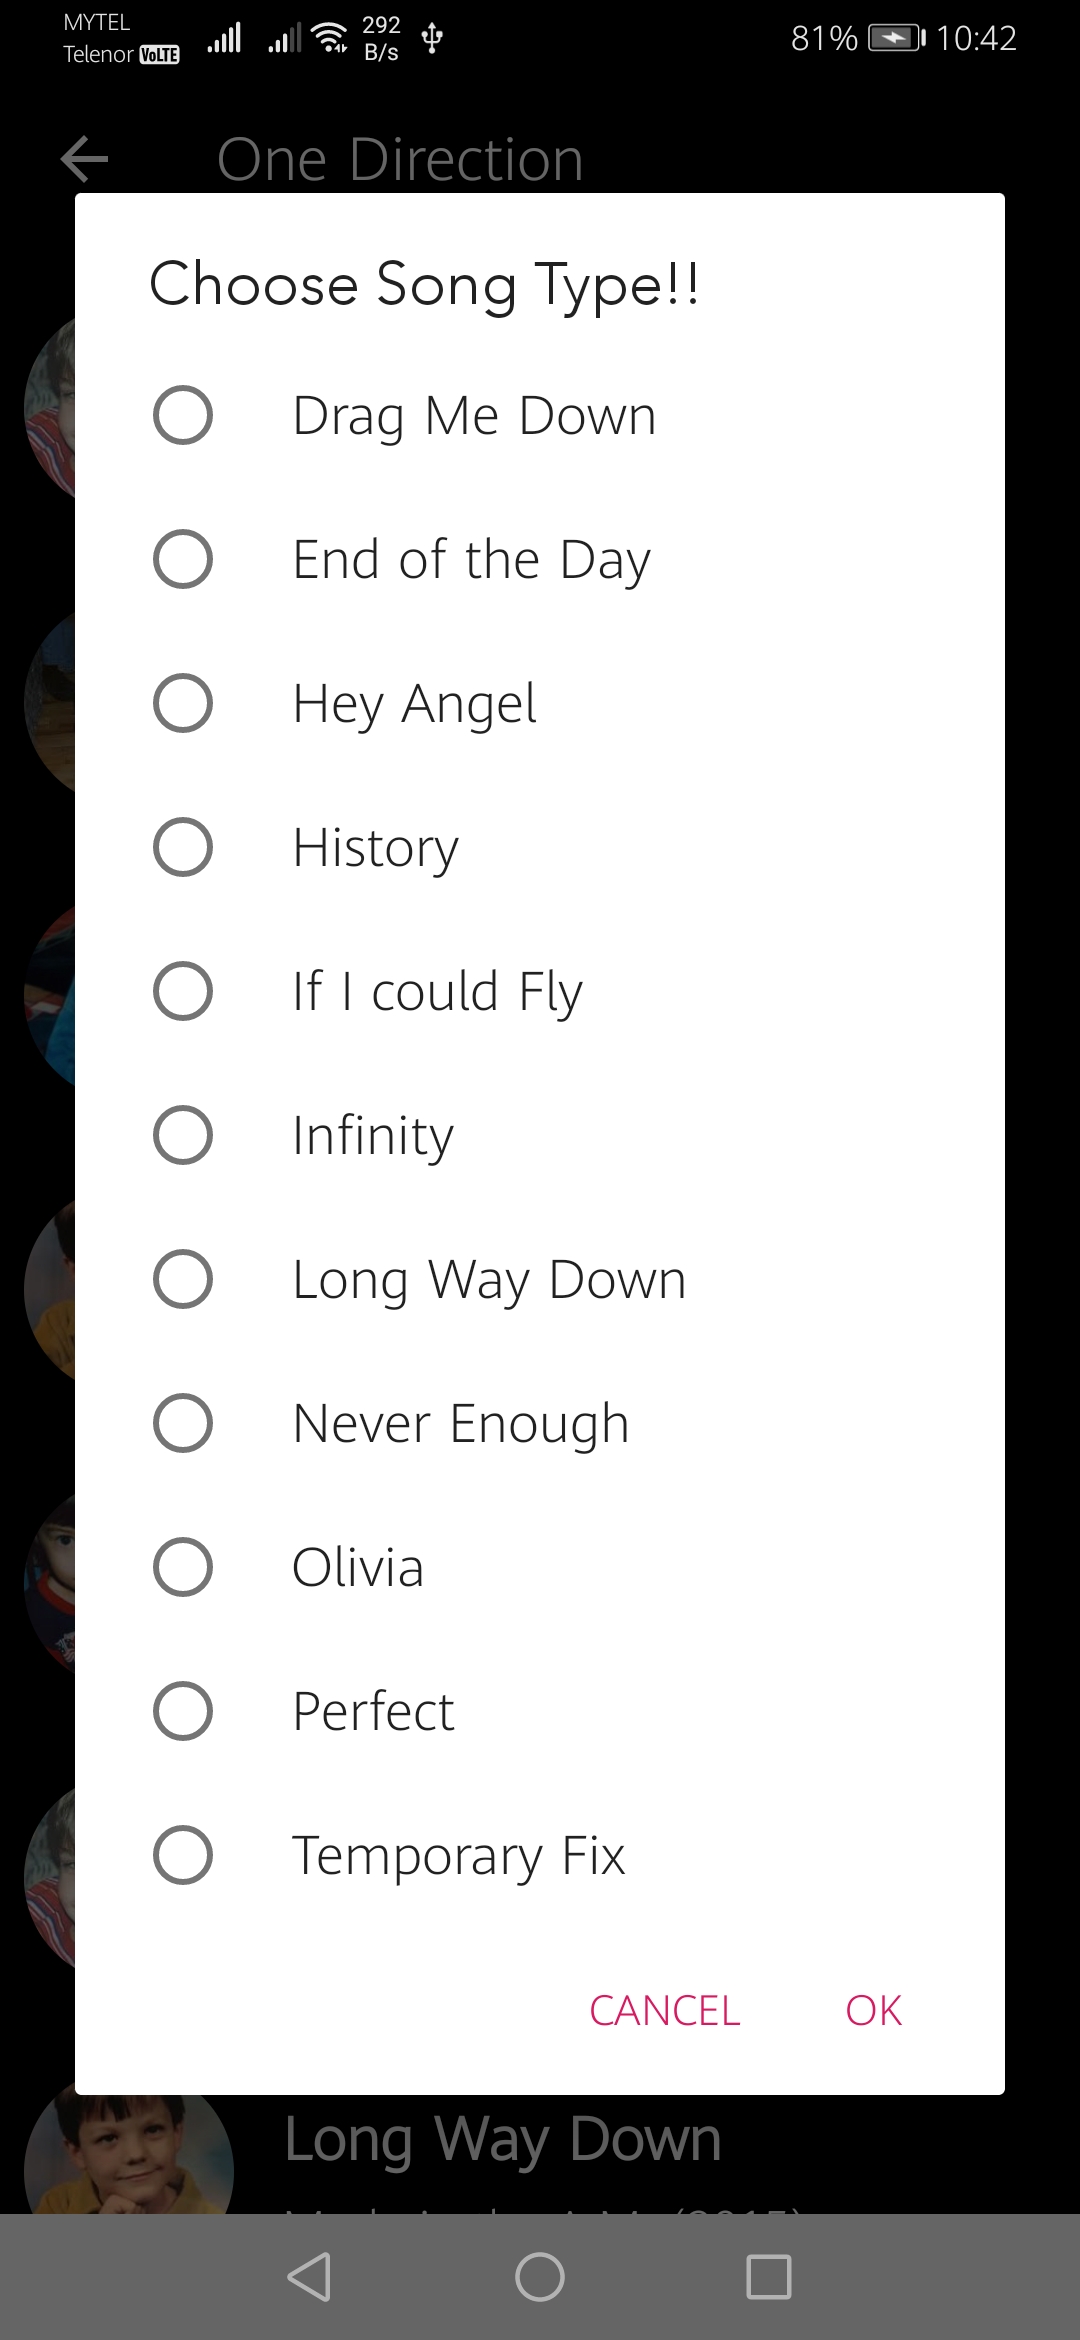 MYTEL
Telenor VoLTE
292
B/s
81%
10:42
One Direction
Choose Song Type!!
Drag Me Down
End of the Day
Hey Angel
History
If I could Fly
Infinity
Long Way Down
Never Enough
Olivia
Perfect
Temporary Fix
CANCEL OK
Long Way Down